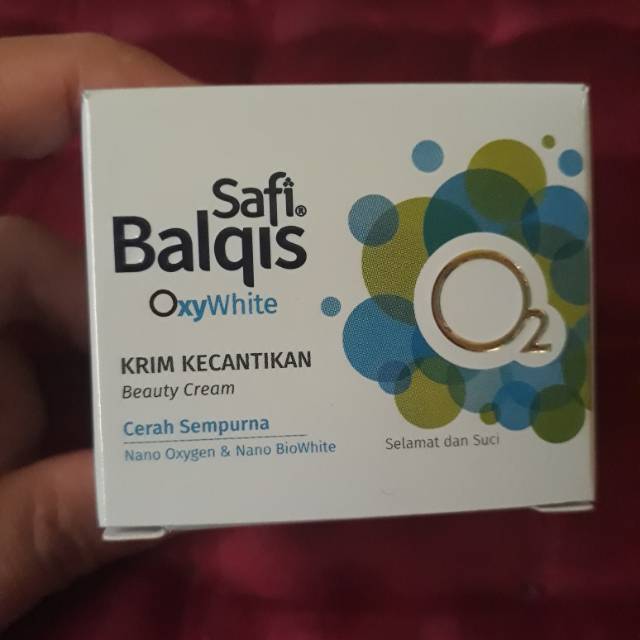 Safi®
Balqis
OxyWhite
KRIM KECANTIKAN
Beauty Cream
Cerah Sempurna
Nano Oxygen & Nano BioWhite
O2
Selamat dan Suci